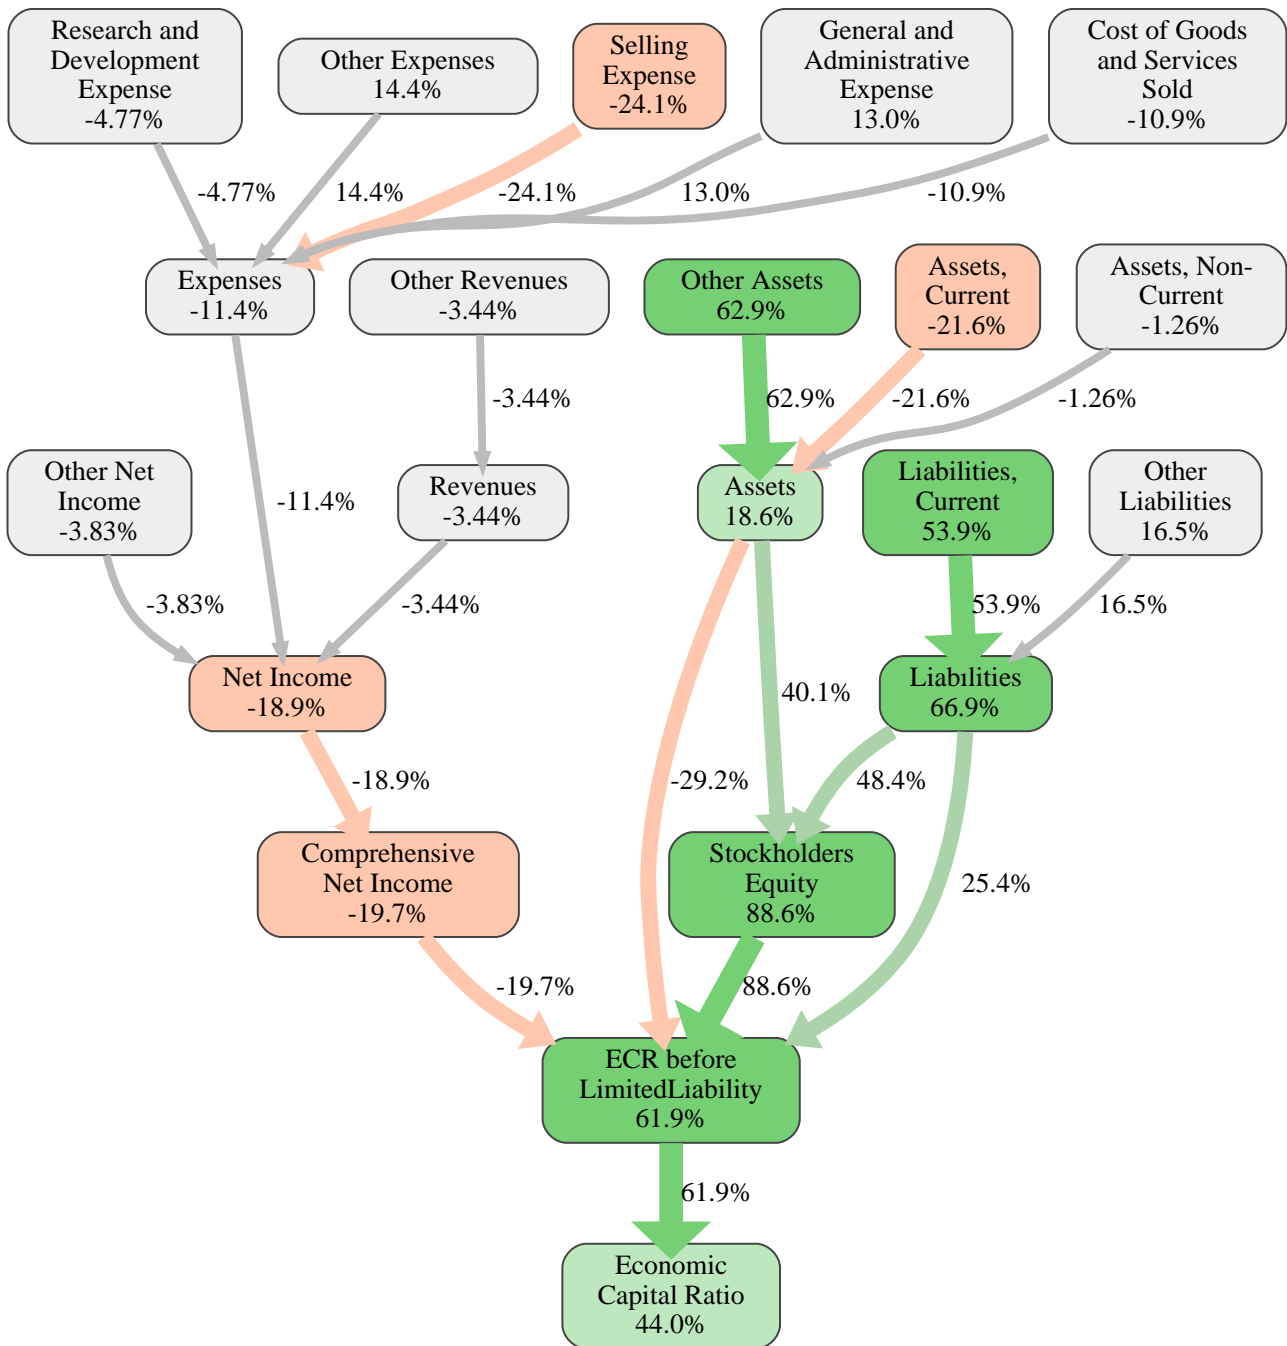 Research and
Development
Expense
-4.77%
Other Expenses
14.4%
Selling
Expense
-24.1%
General and
Administrative
Expense
13.0%
Cost of Goods
and Services
Sold
-10.9%
-4.77%
14.4%
-24.1%
13.0%
-10.9%
Expenses
-11.4%
Other Revenues
-3.44%
Other Assets
62.9%
Assets,
Current
-21.6%
Assets, Non-
Current
-1.26%
-3.44%
62.9%
-21.6%
-1.26%
Other Net
Income
-3.83%
-11.4%
Revenues
-3.44%
Assets
18.6%
Liabilities,
Current
53.9%
Other
Liabilities
16.5%
-3.83%
-3.44%
53.9%
16.5%
Net Income
-18.9%
40.1%
Liabilities
66.9%
-18.9%
-29.2%
48.4%
Comprehensive
Net Income
-19.7%
Stockholders
Equity
88.6%
25.4%
-19.7%
88.6%
ECR before
LimitedLiability
61.9%
61.9%
Economic
Capital Ratio
44.0%